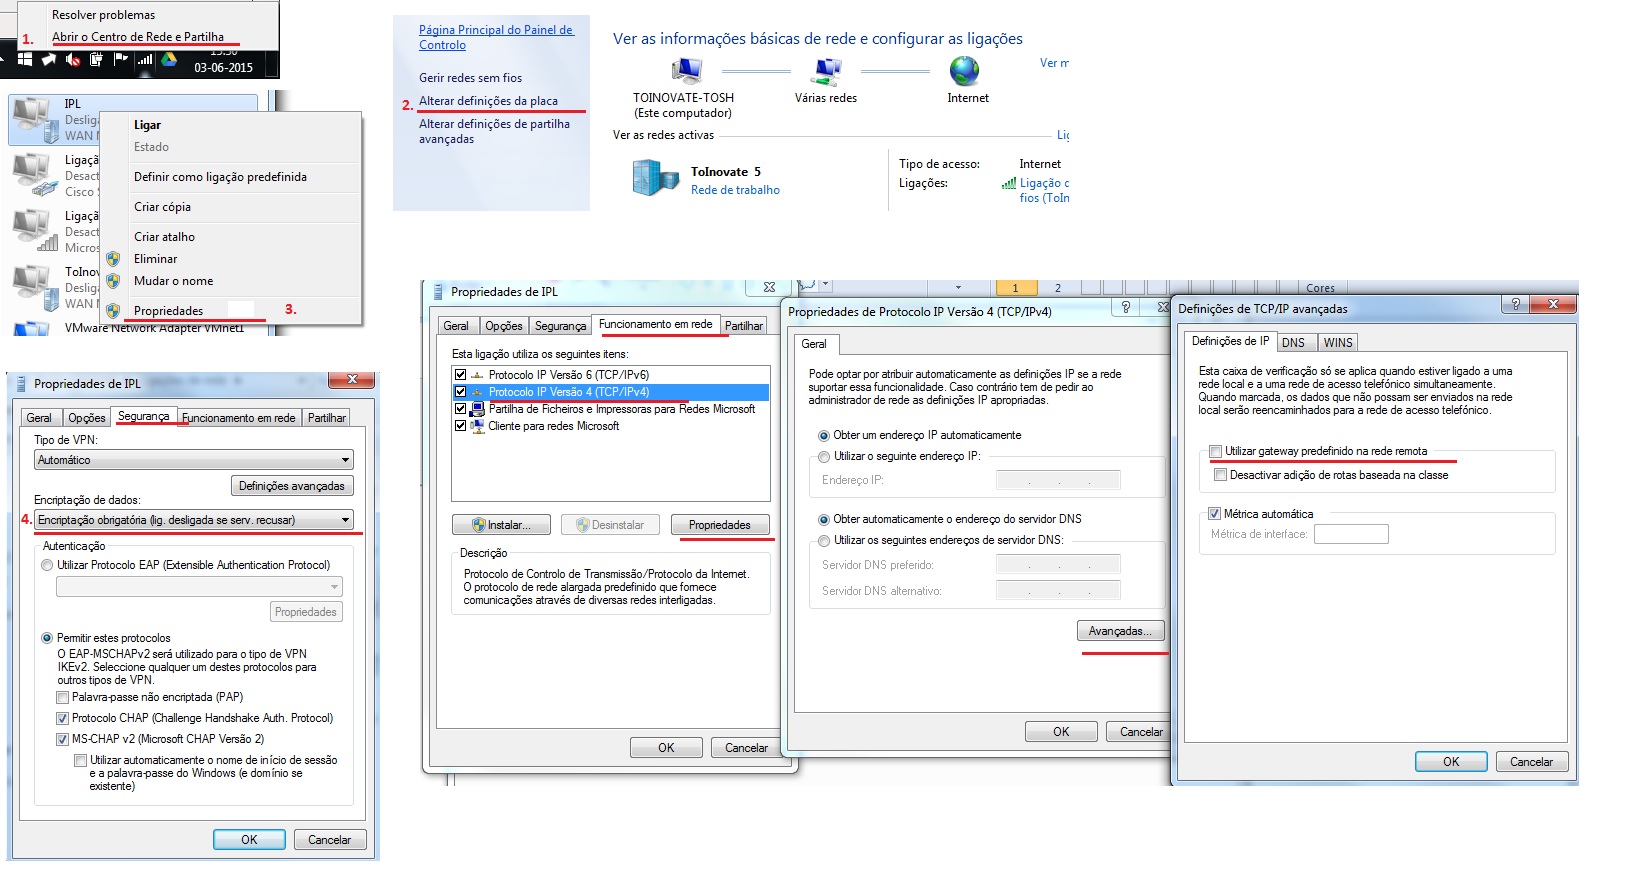 Resolver problemas
1. Abrir o Centro de Rede e Partilha
03-06-2015
IPL
Deslig
WAN
Ligar
Estado
Definir como ligação predefinida
Criar cópia
Criar atalho
Eliminar
Mudar o nome
Propriedades
3.
Ligaçã
Desact
Cisco
Ligaçã
Desact
Micros
ToInov
Deslig
WAN
VMware Network Adapter VMnet1
Página Principal do Painel de
Controlo
Gerir redes sem fios
2. Alterar definições da placa
Alterar definições de partilha
avançadas
Ver as informações básicas de rede e configurar as ligações
Ver m
TOINOVATE-TOSH
(Este computador)
Várias redes
Internet
Ver as redes activas
Lig
ToInovate 5
Rede de trabalho
Tipo de acesso: Internet
Ligações: Ligação
fios (ToIn
Propriedades de IPL
Geral Opções Segurança Funcionamento em rede Partilhar
Tipo de VPN:
Automático
Definições avançadas
Encriptação de dados:
4. Encriptação obrigatória (lig. desligada se serv. recusar)
Autenticação
Utilizar Protocolo EAP (Extensible Authentication Protocol)
Propriedades
Permitir estes protocolos
O EAP-MSCHAPv2 será utilizado para o tipo de VPN
IKEv2. Seleccione qualquer um destes protocolos para
outros tipos de VPN.
Palavra-passe não encriptada (PAP)
Protocolo CHAP (Challenge Handshake Auth. Protocol)
MS-CHAP v2 (Microsoft CHAP Versão 2)
Utilizar automaticamente o nome de início de sessão
e a palavra-passe do Windows (e domínio se
existente)
OK Cancelar
1 2 Cores
Propriedades de IPL
Geral Opções Segurança Funcionamento em rede Partilhar
Esta ligação utiliza os seguintes itens:
Protocolo IP Versão 6 (TCP/IPv6)
Protocolo IP Versão 4 (TCP/IPv4)
Partilha de Ficheiros e Impressoras para Redes Microsoft
Cliente para redes Microsoft
Instalar... Desinstalar Propriedades
Descrição
Protocolo de Controlo de Transmissão/Protocolo da Internet.
O protocolo de rede alargada predefinido que fornece
comunicações através de diversas redes interligadas.
OK Cancelar
Propriedades de Protocolo IP Versão 4 (TCP/IPv4)
Geral
Pode optar por atribuir automaticamente as definições IP se a rede
suportar essa funcionalidade. Caso contrário tem de pedir ao
administrador de rede as definições IP apropriadas.
Obter um endereço IP automaticamente
Utilizar o seguinte endereço IP:
Endereço IP:
Obter automaticamente o endereço do servidor DNS
Utilizar os seguintes endereços de servidor DNS:
Servidor DNS preferido:
Servidor DNS alternativo:
Avançadas...
OK Cancelar
Definições de TCP/IP avançadas
Definições de IP DNS WINS
Esta caixa de verificação só se aplica quando estiver ligado a uma
rede local e a uma rede de acesso telefónico simultaneamente.
Quando marcada, os dados que não possam ser enviados na rede
local serão reencaminhados para a rede de acesso telefónico.
Utilizar gateway predefinido na rede remota
Desactivar adição de rotas baseada na classe
Métrica automática
Métrica de interface:
OK Cancelar